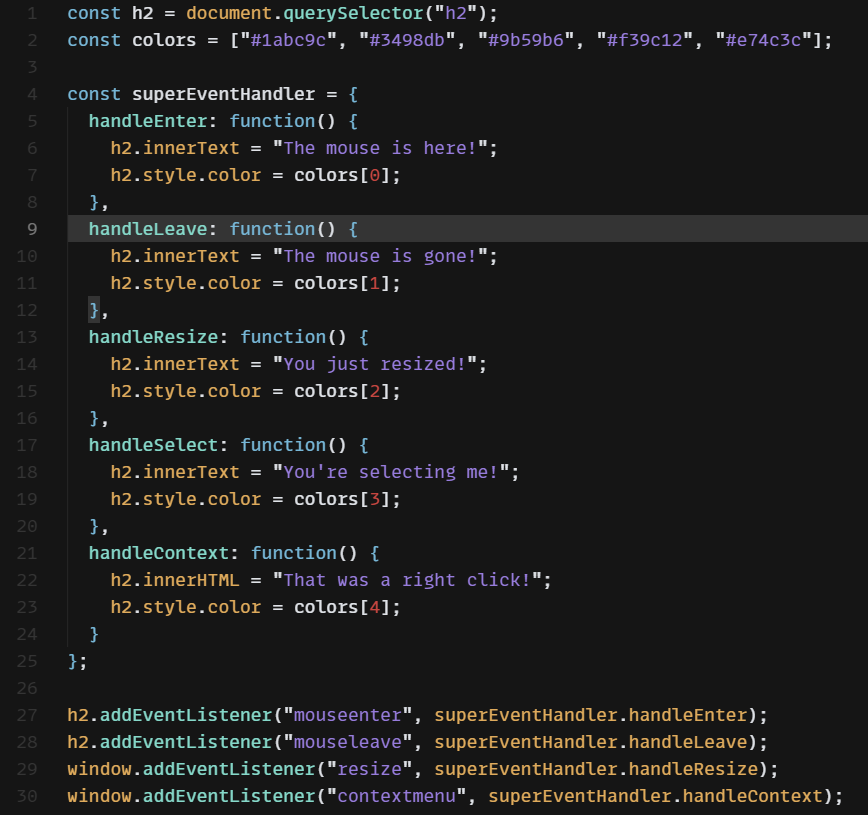 1 const h2 = document.querySelector("h2");
2 const colors = ["#1abc9c", "#3498db", "#9b59b6", "#f39c12", "#e74c3c"];
3
4 const superEventHandler = {
5   handleEnter: function() {
6     h2.innerText = "The mouse is here!";
7     h2.style.color = colors[0];
8   },
9   handleLeave: function() {
10     h2.innerText = "The mouse is gone!";
11     h2.style.color = colors[1];
12   },
13   handleResize: function() {
14     h2.innerText = "You just resized!";
15     h2.style.color = colors[2];
16   },
17   handleSelect: function() {
18     h2.innerText = "You're selecting me!";
19     h2.style.color = colors[3];
20   },
21   handleContext: function() {
22     h2.innerHTML = "That was a right click!";
23     h2.style.color = colors[4];
24   }
25 };
26
27 h2.addEventListener("mouseenter", superEventHandler.handleEnter);
28 h2.addEventListener("mouseleave", superEventHandler.handleLeave);
29 window.addEventListener("resize", superEventHandler.handleResize);
30 window.addEventListener("contextmenu", superEventHandler.handleContext);